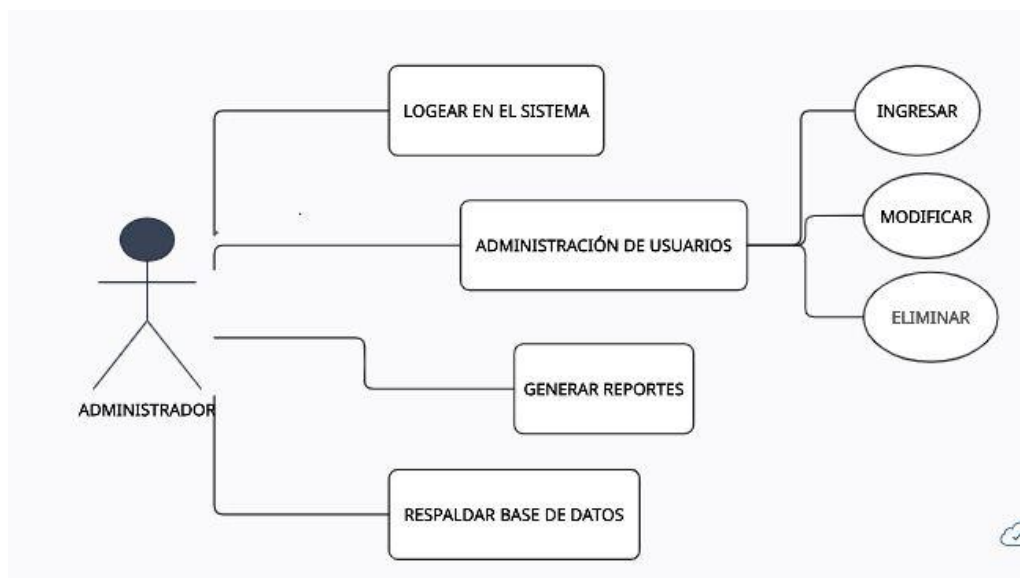 LOGEAR EN EL SISTEMA
INGRESAR
MODIFICAR
ADMINISTRACIÓN DE USUARIOS
ELIMINAR
GENERAR REPORTES
ADMINISTRADOR
RESPALDAR BASE DE DATOS